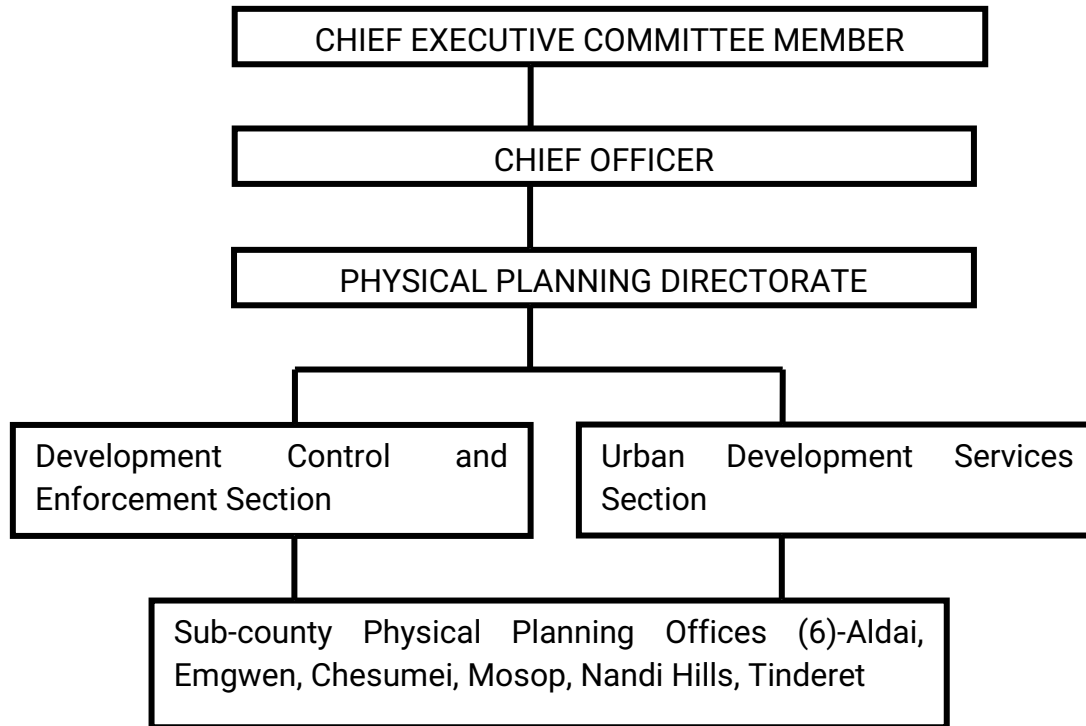 CHIEF EXECUTIVE COMMITTEE MEMBER
CHIEF OFFICER
PHYSICAL PLANNING DIRECTORATE
Development Control and
Enforcement Section
Urban Development Services
Section
Sub-county Physical Planning Offices (6)-Aldai,
Emgwen, Chesumei, Mosop, Nandi Hills, Tinderet